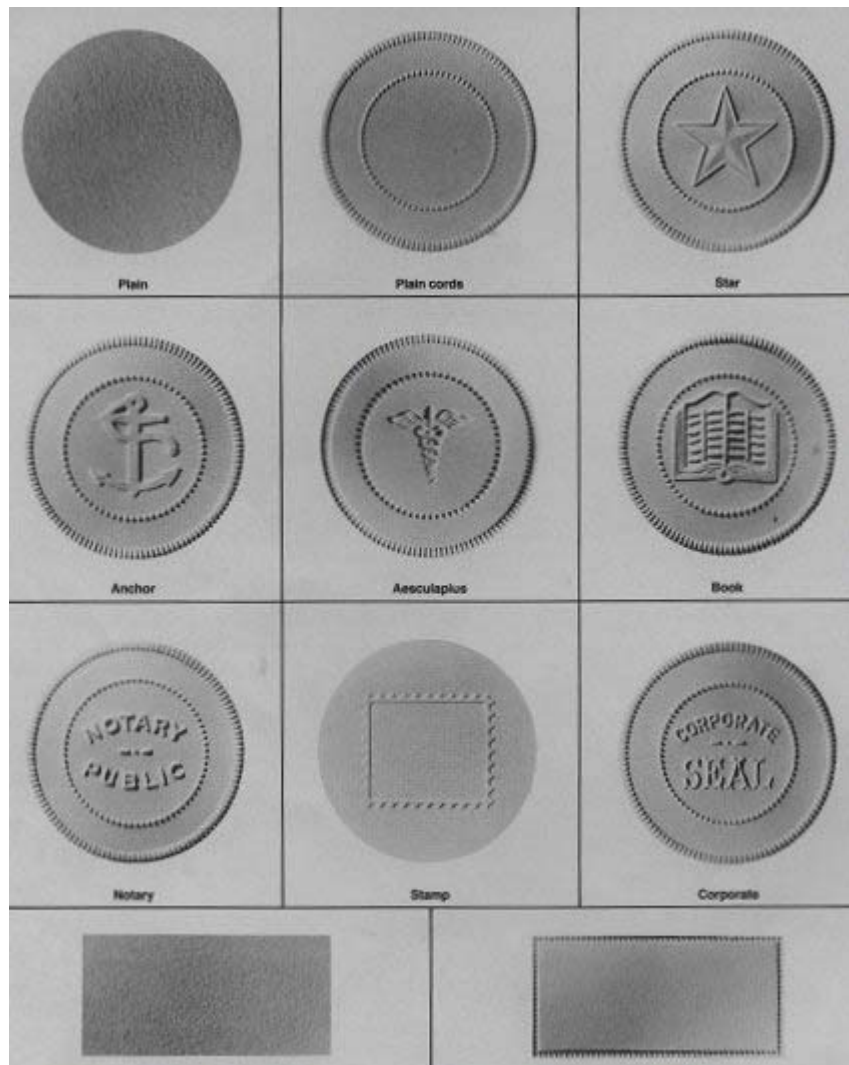 Plain
Plain cords
Star
Anchor
Aesculapius
Book
NOTARY
PUBLIC
CORPORATE
SEAL
Notary
Stamp
Corporate